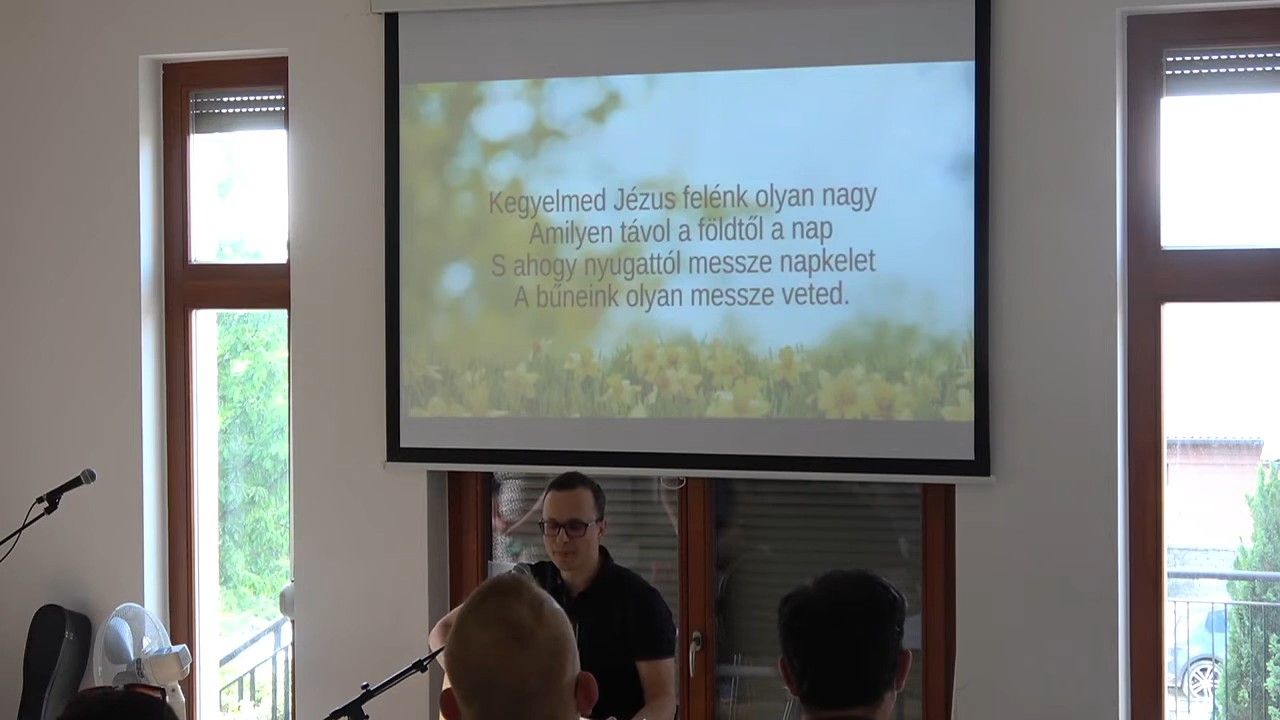 Kegyelmed Jézus felénk olyan nagy
Amilyen távol a földtől a nap
S ahogy nyugattól messze napkelet
A bűneink olyan messze veted.